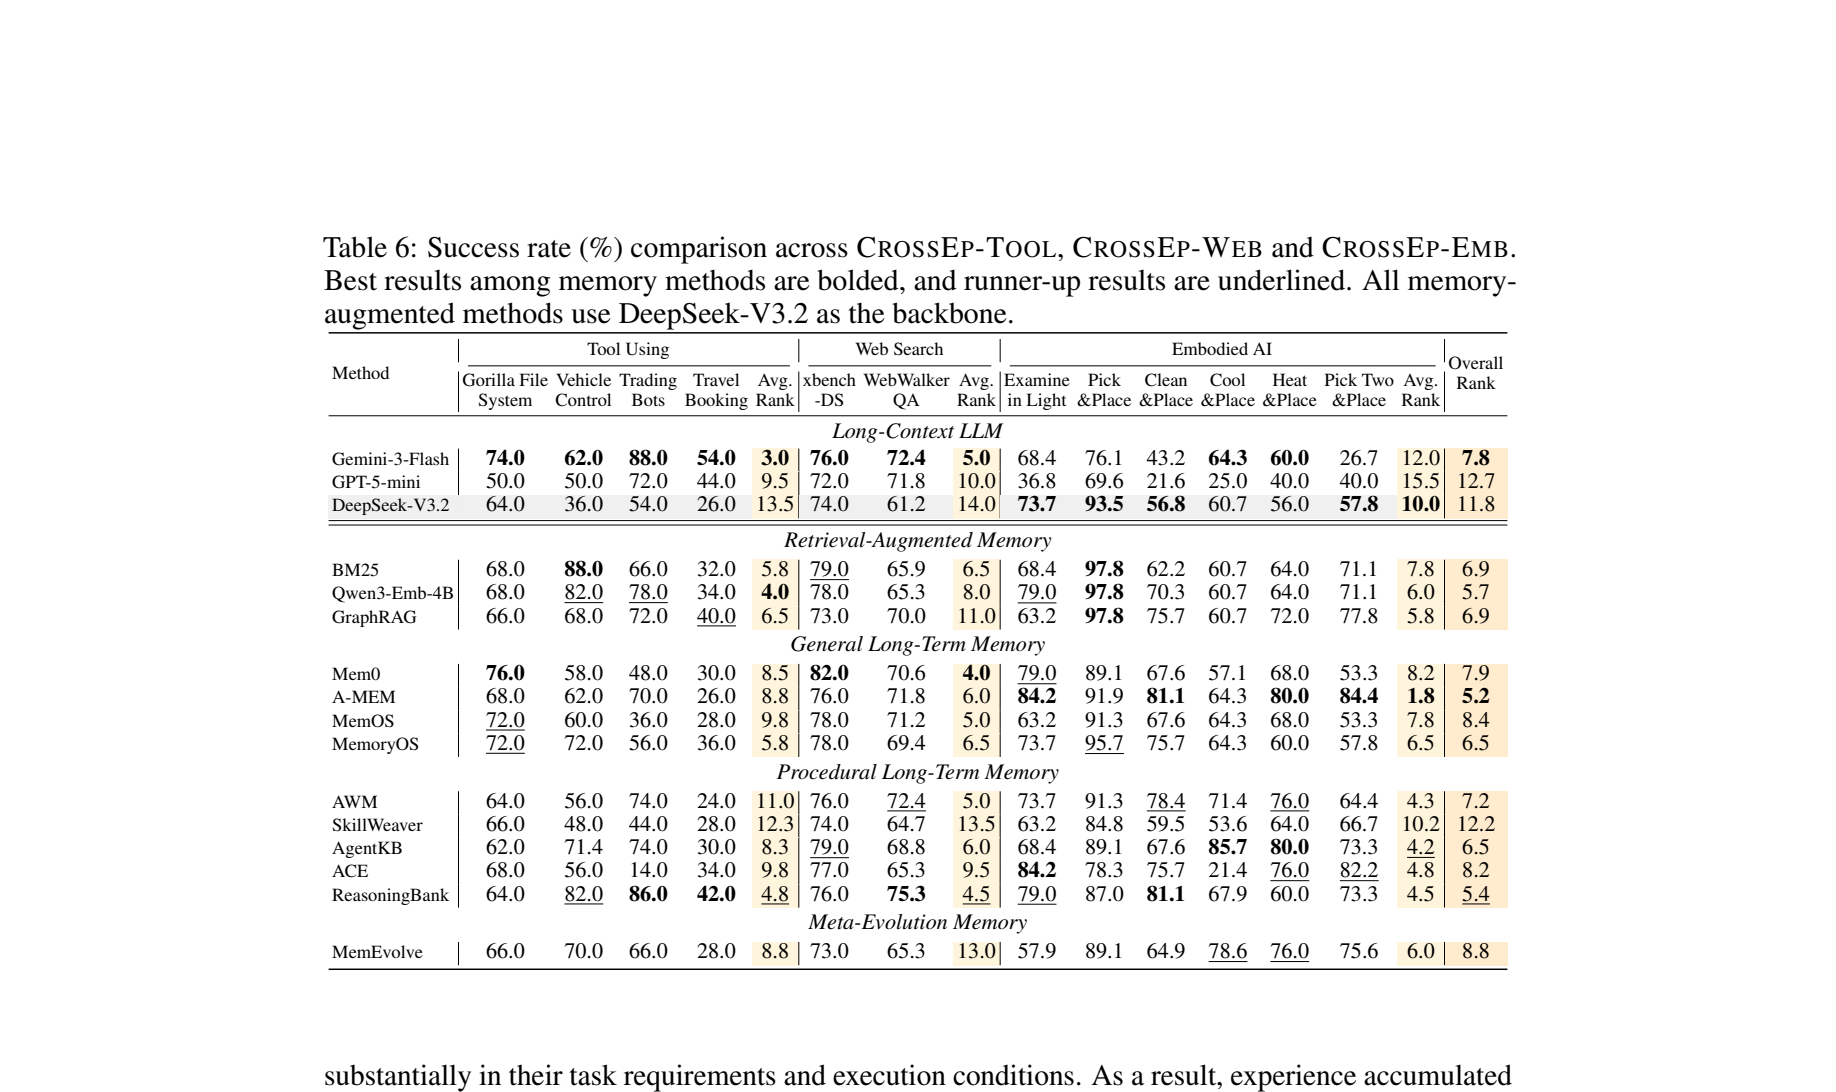 Table 6: Success rate (%) comparison across CROSSEP-TOOL, CROSSEP-WEB and CROSSEP-EMB.
Best results among memory methods are bolded, and runner-up results are underlined. All memory-
augmented methods use DeepSeek-V3.2 as the backbone.
Method Tool Using Web Search Embodied AI Overall Rank
Gorilla File System Vehicle Control Trading Bots Travel Booking Avg. Rank xbench-DS WebWalker QA Avg. Rank Examine in Light Pick &Place Clean &Place Cool &Place Heat &Place Pick Two &Place Avg. Rank
Long-Context LLM
Gemini-3-Flash 74.0 62.0 88.0 54.0 3.0 76.0 72.4 5.0 68.4 76.1 43.2 64.3 60.0 26.7 12.0 7.8
GPT-5-mini 50.0 50.0 72.0 44.0 9.5 72.0 71.8 10.0 36.8 69.6 21.6 25.0 40.0 40.0 15.5 12.7
DeepSeek-V3.2 64.0 36.0 54.0 26.0 13.5 74.0 61.2 14.0 73.7 93.5 56.8 60.7 56.0 57.8 10.0 11.8
Retrieval-Augmented Memory
BM25 68.0 88.0 66.0 32.0 5.8 79.0 65.9 6.5 68.4 97.8 62.2 60.7 64.0 71.1 7.8 6.9
Qwen3-Emb-4B 68.0 82.0 78.0 34.0 4.0 78.0 65.3 8.0 79.0 97.8 70.3 60.7 64.0 71.1 6.0 5.7
GraphRAG 66.0 68.0 72.0 40.0 6.5 73.0 70.0 11.0 63.2 97.8 75.7 60.7 72.0 77.8 5.8 6.9
General Long-Term Memory
Mem0 76.0 58.0 48.0 30.0 8.5 82.0 70.6 4.0 79.0 89.1 67.6 57.1 68.0 53.3 8.2 7.9
A-MEM 68.0 62.0 70.0 26.0 8.8 76.0 71.8 6.0 84.2 91.9 81.1 64.3 80.0 84.4 1.8 5.2
MemOS 72.0 60.0 36.0 28.0 9.8 78.0 71.2 5.0 63.2 91.3 67.6 64.3 68.0 53.3 7.8 8.4
MemoryOS 72.0 72.0 56.0 36.0 5.8 78.0 69.4 6.5 73.7 95.7 75.7 64.3 60.0 57.8 6.5 6.5
Procedural Long-Term Memory
AWM 64.0 56.0 74.0 24.0 11.0 76.0 72.4 5.0 73.7 91.3 78.4 71.4 76.0 64.4 4.3 7.2
SkillWeaver 66.0 48.0 44.0 28.0 12.3 74.0 64.7 13.5 63.2 84.8 59.5 53.6 64.0 66.7 10.2 12.2
AgentKB 62.0 71.4 74.0 30.0 8.3 79.0 68.8 6.0 68.4 89.1 67.6 85.7 80.0 73.3 4.2 6.5
ACE 68.0 56.0 14.0 34.0 9.8 77.0 65.3 9.5 84.2 78.3 75.7 21.4 76.0 82.2 4.8 8.2
ReasoningBank 64.0 82.0 86.0 42.0 4.8 76.0 75.3 4.5 79.0 87.0 81.1 67.9 60.0 73.3 4.5 5.4
Meta-Evolution Memory
MemEvolve 66.0 70.0 66.0 28.0 8.8 73.0 65.3 13.0 57.9 89.1 64.9 78.6 76.0 75.6 6.0 8.8
substantially in their task requirements and execution conditions. As a result, experience accumulated